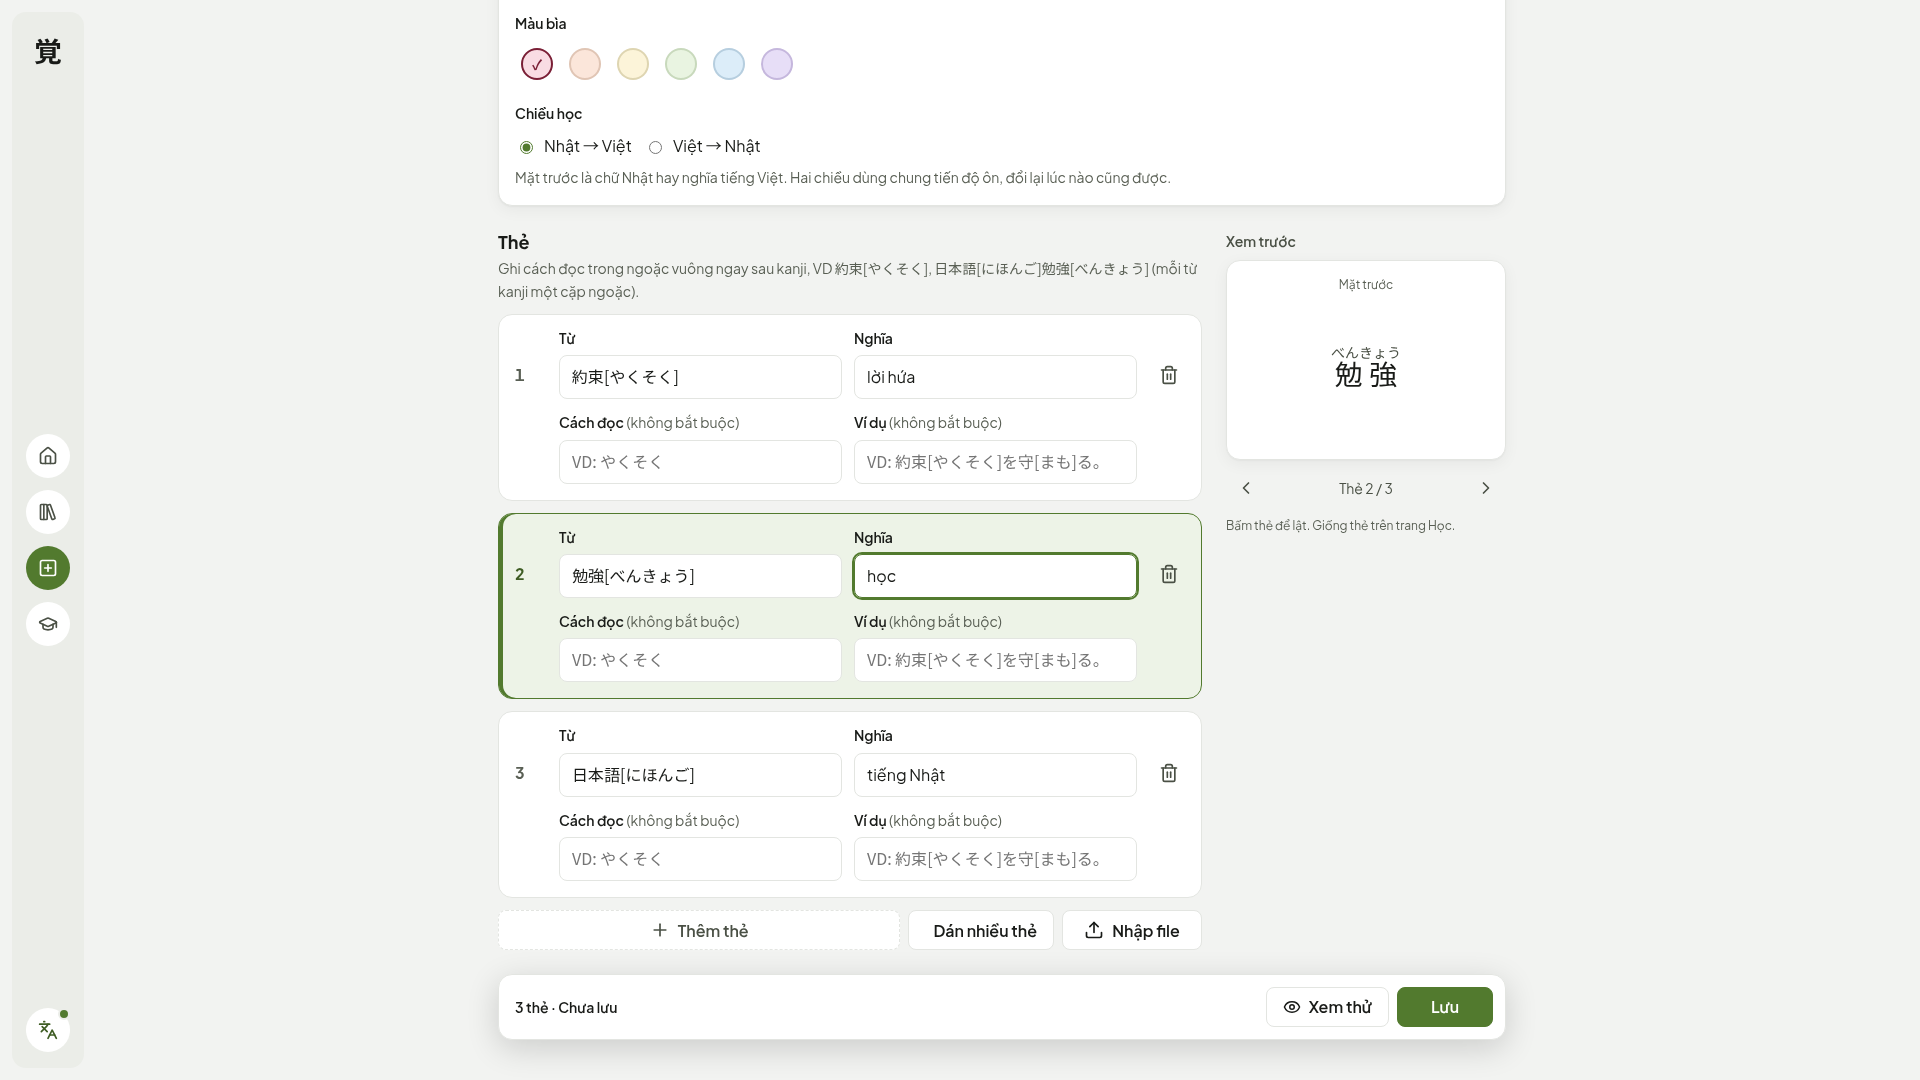 覚
Màu bìa
Chiều học
Nhật → Việt
Việt → Nhật
Mặt trước là chữ Nhật hay nghĩa tiếng Việt. Hai chiều dùng chung tiến độ ôn, đổi lại lúc nào cũng được.
Thẻ
Ghi cách đọc trong ngoặc vuông ngay sau kanji, VD 約束[やくそく], 日本語[にほんご]勉強[べんきょう] (mỗi từ
kanji một cặp ngoặc).
1
Từ
約束[やくそく]
Nghĩa
lời hứa
Cách đọc (không bắt buộc)
VD: やくそく
Ví dụ (không bắt buộc)
VD: 約束[やくそく]を守[まも]る。
2
Từ
勉強[べんきょう]
Nghĩa
học
Cách đọc (không bắt buộc)
VD: やくそく
Ví dụ (không bắt buộc)
VD: 約束[やくそく]を守[まも]る。
3
Từ
日本語[にほんご]
Nghĩa
tiếng Nhật
Cách đọc (không bắt buộc)
VD: やくそく
Ví dụ (không bắt buộc)
VD: 約束[やくそく]を守[まも]る。
Thêm thẻ
Dán nhiều thẻ
Nhập file
Xem trước
Mặt trước
べんきょう
勉強
Thẻ 2 / 3
Bấm thẻ để lật. Giống thẻ trên trang Học.
3 thẻ · Chưa lưu
Xem thử
Lưu